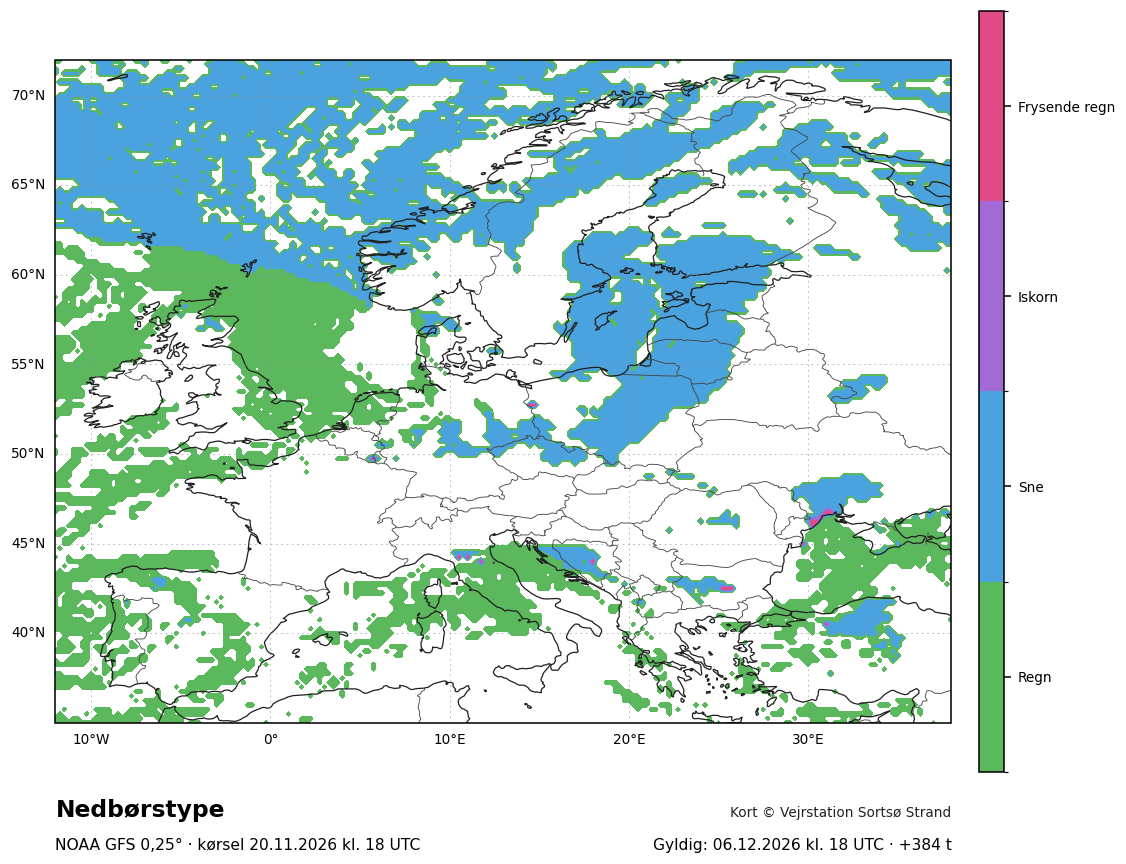 70°N
65°N
60°N
55°N
50°N
45°N
40°N
10°W
0°
10°E
20°E
30°E
Frysende regn
Iskorn
Sne
Regn
Nedbørstype
Kort © Vejrstation Sortsø Strand
NOAA GFS 0,25° · kørsel 20.11.2026 kl. 18 UTC
Gyldig: 06.12.2026 kl. 18 UTC · +384 t